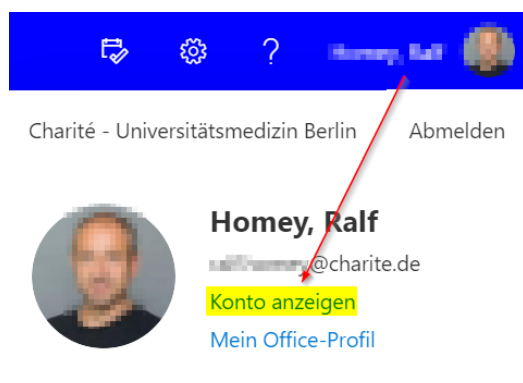 ?
Charité - Universitätsmedizin Berlin Abmelden
Homey, Ralf
@charite.de
Konto anzeigen
Mein Office-Profil